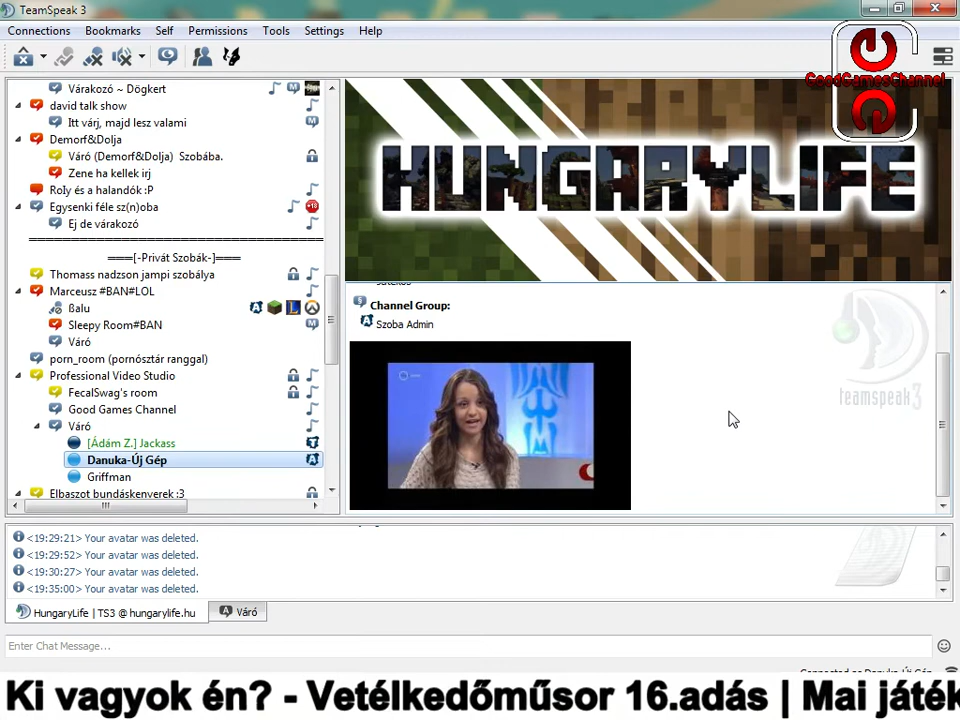 TeamSpeak 3
Connections Bookmarks Self Permissions Tools Settings Help
GoodGamesChannel
Várakozó ~ Dögkert
david talk show
Itt várj, majd lesz valami
Demorf&Dolja
Váró (Demorf&Dolja) Szobába.
Zene ha kellek irj
Roly és a halandók :P
Egysenki féle sz(n)oba
+18
Ej de várakozó
===[-Privát Szobák-]===
Thomass nadzson jampi szobálya
Marceusz #BAN#LOL
ßalu
Sleepy Room#BAN
Váró
porn_room (pornósztár ranggal)
Professional Video Studio
FecalSwag's room
Good Games Channel
Váró
[Ádám Z.] Jackass
Danuka-Új Gép
Griffman
Elbaszot bundáskenyerek :3
HUNGARYLIFE
Channel Group:
Szoba Admin
teamspeak3
<19:29:21> Your avatar was deleted.
<19:29:52> Your avatar was deleted.
<19:30:27> Your avatar was deleted.
<19:35:00> Your avatar was deleted.
HungaryLife | TS3 @ hungarylife.hu
Váró
Enter Chat Message...
Ki vagyok én? - Vetélkedőműsor 16.adás | Mai játék